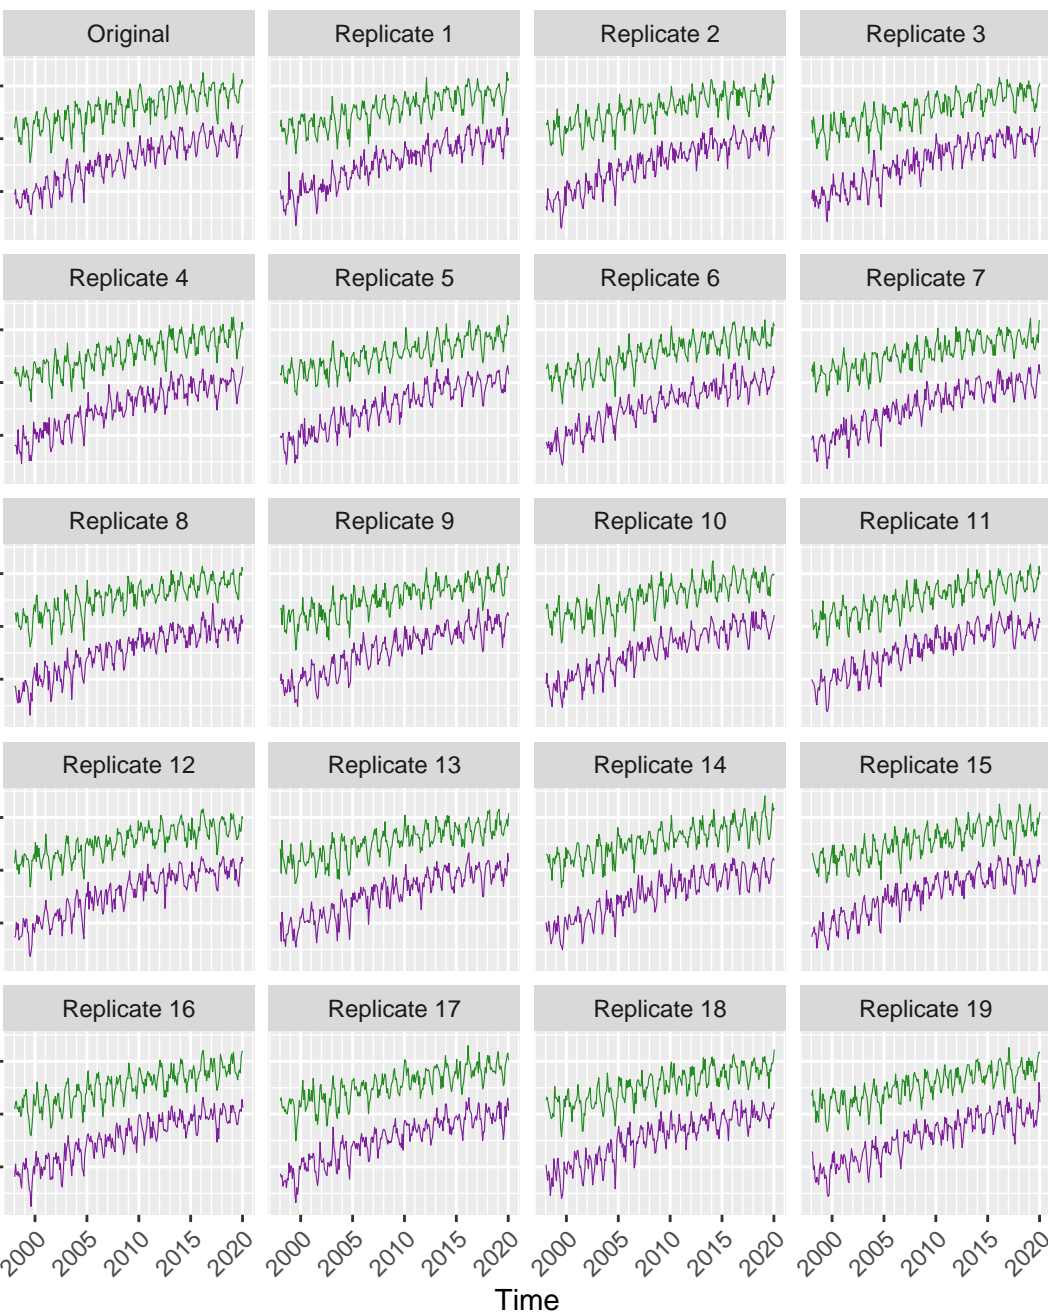 Original Replicate 1 Replicate 2 Replicate 3
Replicate 4 Replicate 5 Replicate 6 Replicate 7
Replicate 8 Replicate 9 Replicate 10 Replicate 11
Replicate 12 Replicate 13 Replicate 14 Replicate 15
Replicate 16 Replicate 17 Replicate 18 Replicate 19
2000 2005 2010 2015 2020 2000 2005 2010 2015 2020 2000 2005 2010 2015 2020 2000 2005 2010 2015 2020
Time